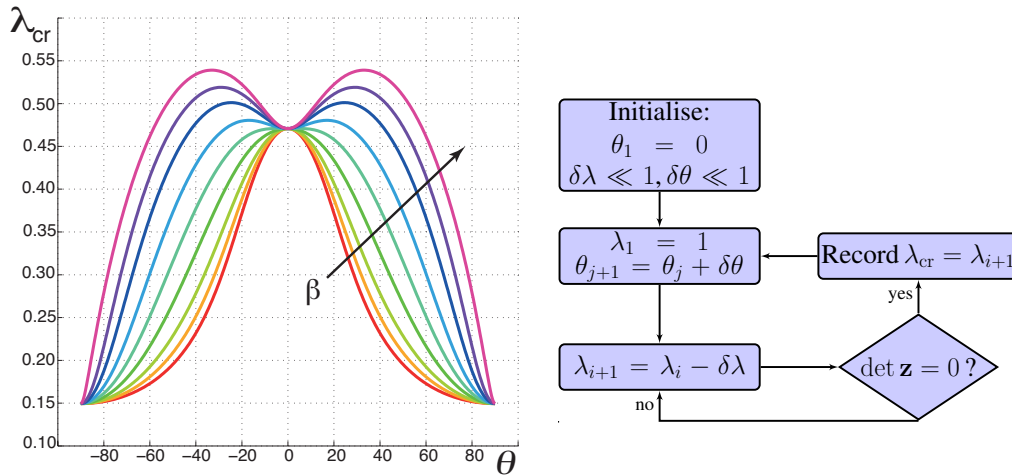 λcr
0.55
0.50
0.45
0.40
0.35
0.30
0.25
0.20
0.15
0.10
β
−80 −60 −40 −20 0 20 40 60 80
θ
Initialise:
θ₁ = 0
δλ ≪ 1, δθ ≪ 1
λ₁ = 1
θⱼ₊₁ = θⱼ + δθ
Record λcr = λᵢ₊₁
yes
λᵢ₊₁ = λᵢ − δλ
det z = 0 ?
no